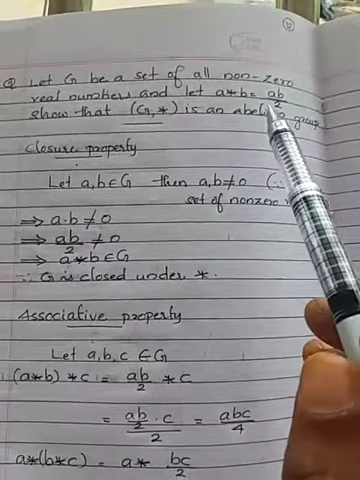 Q Let G be a set of all non-zero
real numbers and let a*b = ab/2
show that (G,*) is an abelian group
Closure property
Let a,b∈G then a,b≠0 (∵
set of nonzero
⇒ a.b ≠0
⇒ ab/2 ≠0
⇒ a*b∈G
∴ G is closed under *.
Associative property
Let a,b,c ∈G
(a*b) *c = ab/2 *c
= (ab/2 .c)/2 = abc/4
a*(b*c) = a* bc/2